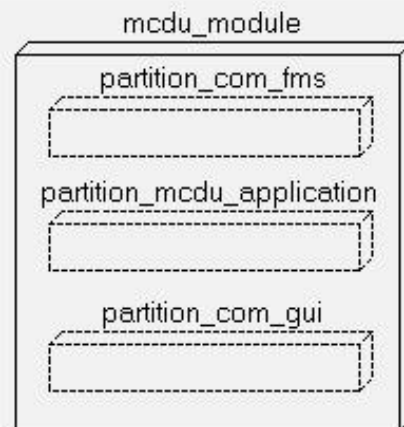 mcdu_module
partition_com_fms
partition_mcdu_application
partition_com_gui